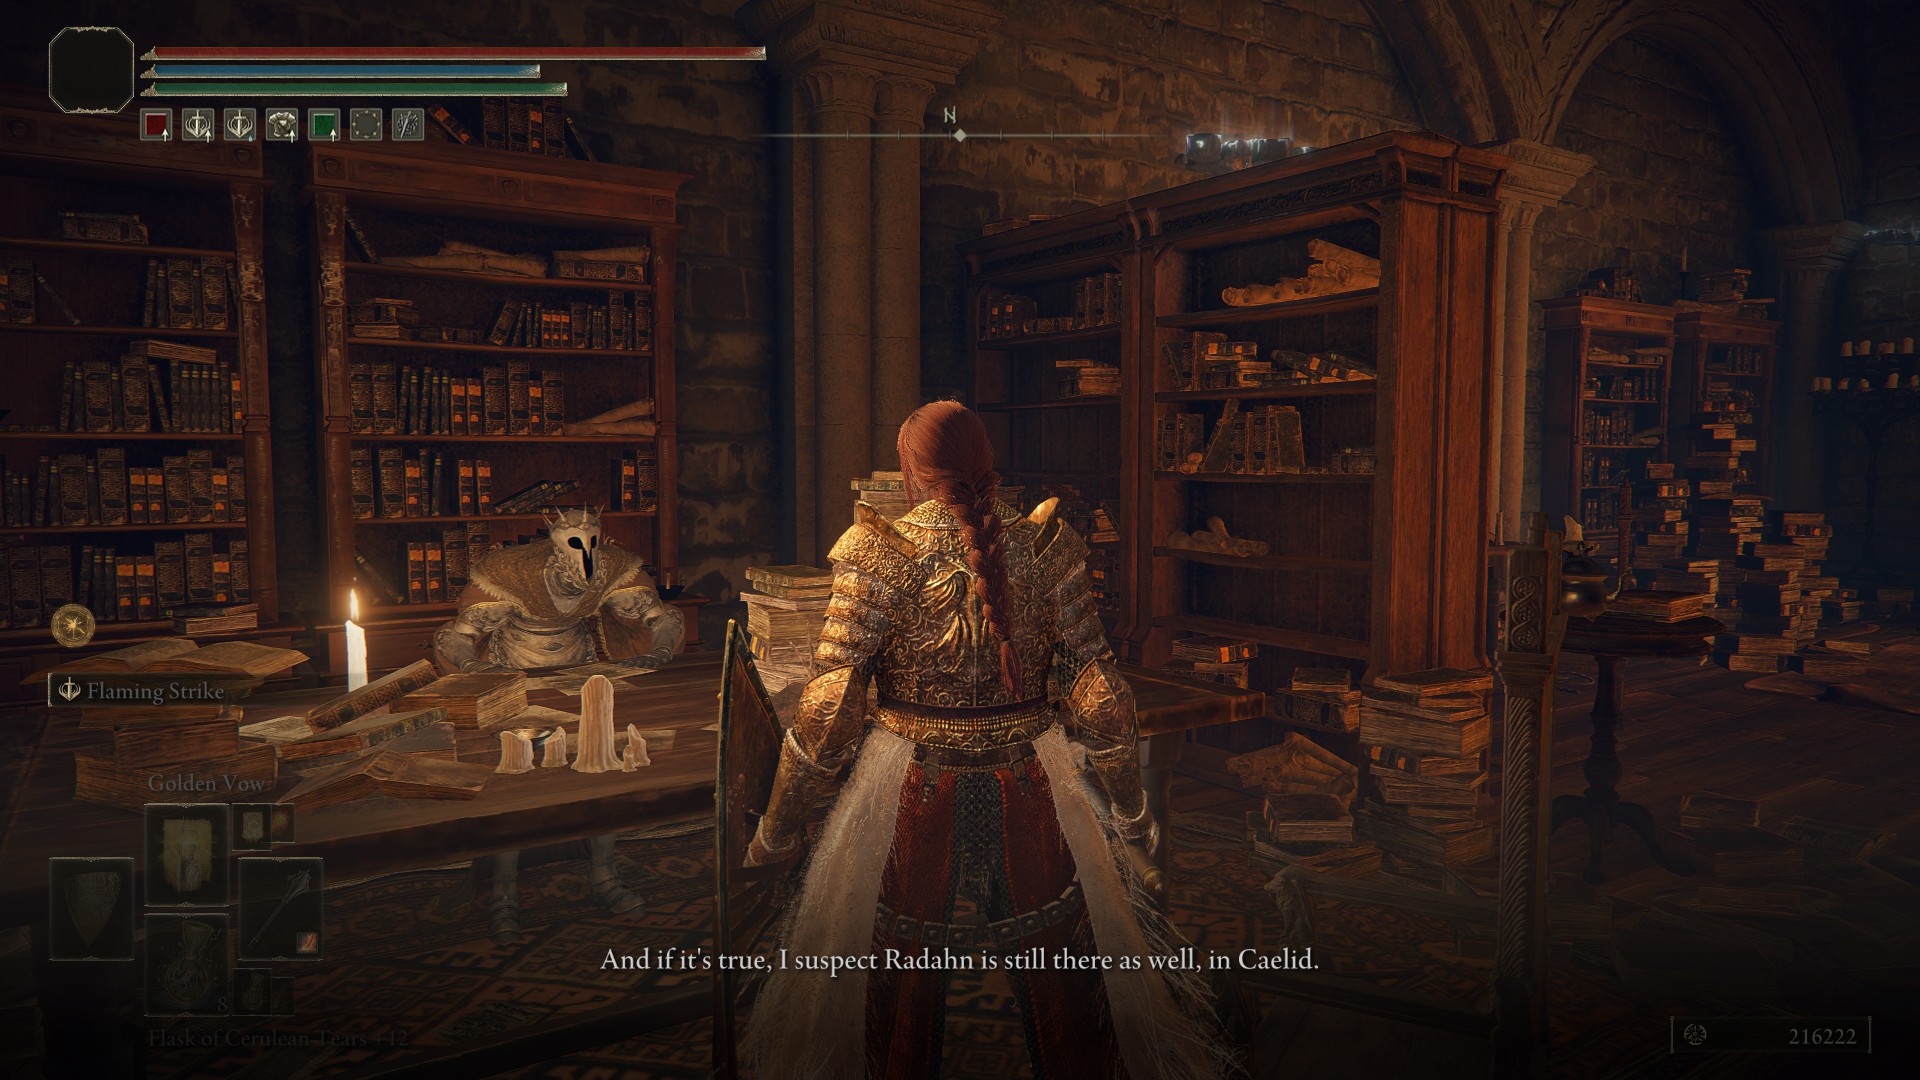 N
Flaming Strike
Golden Vow
8
And if it's true, I suspect Radahn is still there as well, in Caelid.
Flask of Cerulean Tears +12
216222